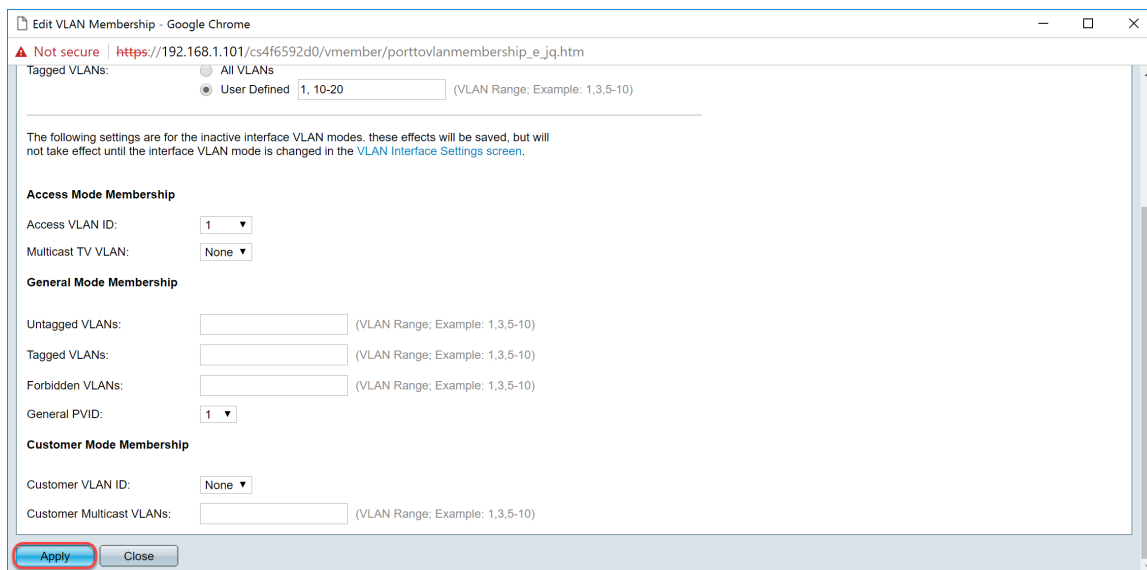 Edit VLAN Membership - Google Chrome
Not secure | https://192.168.1.101/cs4f6592d0/vmember/porttovlanmembership_e_jq.htm
Tagged VLANs: All VLANs
User Defined 1, 10-20 (VLAN Range; Example: 1,3,5-10)
The following settings are for the inactive interface VLAN modes. these effects will be saved, but will
not take effect until the interface VLAN mode is changed in the VLAN Interface Settings screen.
Access Mode Membership
Access VLAN ID: 1
Multicast TV VLAN: None
General Mode Membership
Untagged VLANs: (VLAN Range; Example: 1,3,5-10)
Tagged VLANs: (VLAN Range; Example: 1,3,5-10)
Forbidden VLANs: (VLAN Range; Example: 1,3,5-10)
General PVID: 1
Customer Mode Membership
Customer VLAN ID: None
Customer Multicast VLANs: (VLAN Range; Example: 1,3,5-10)
Apply Close